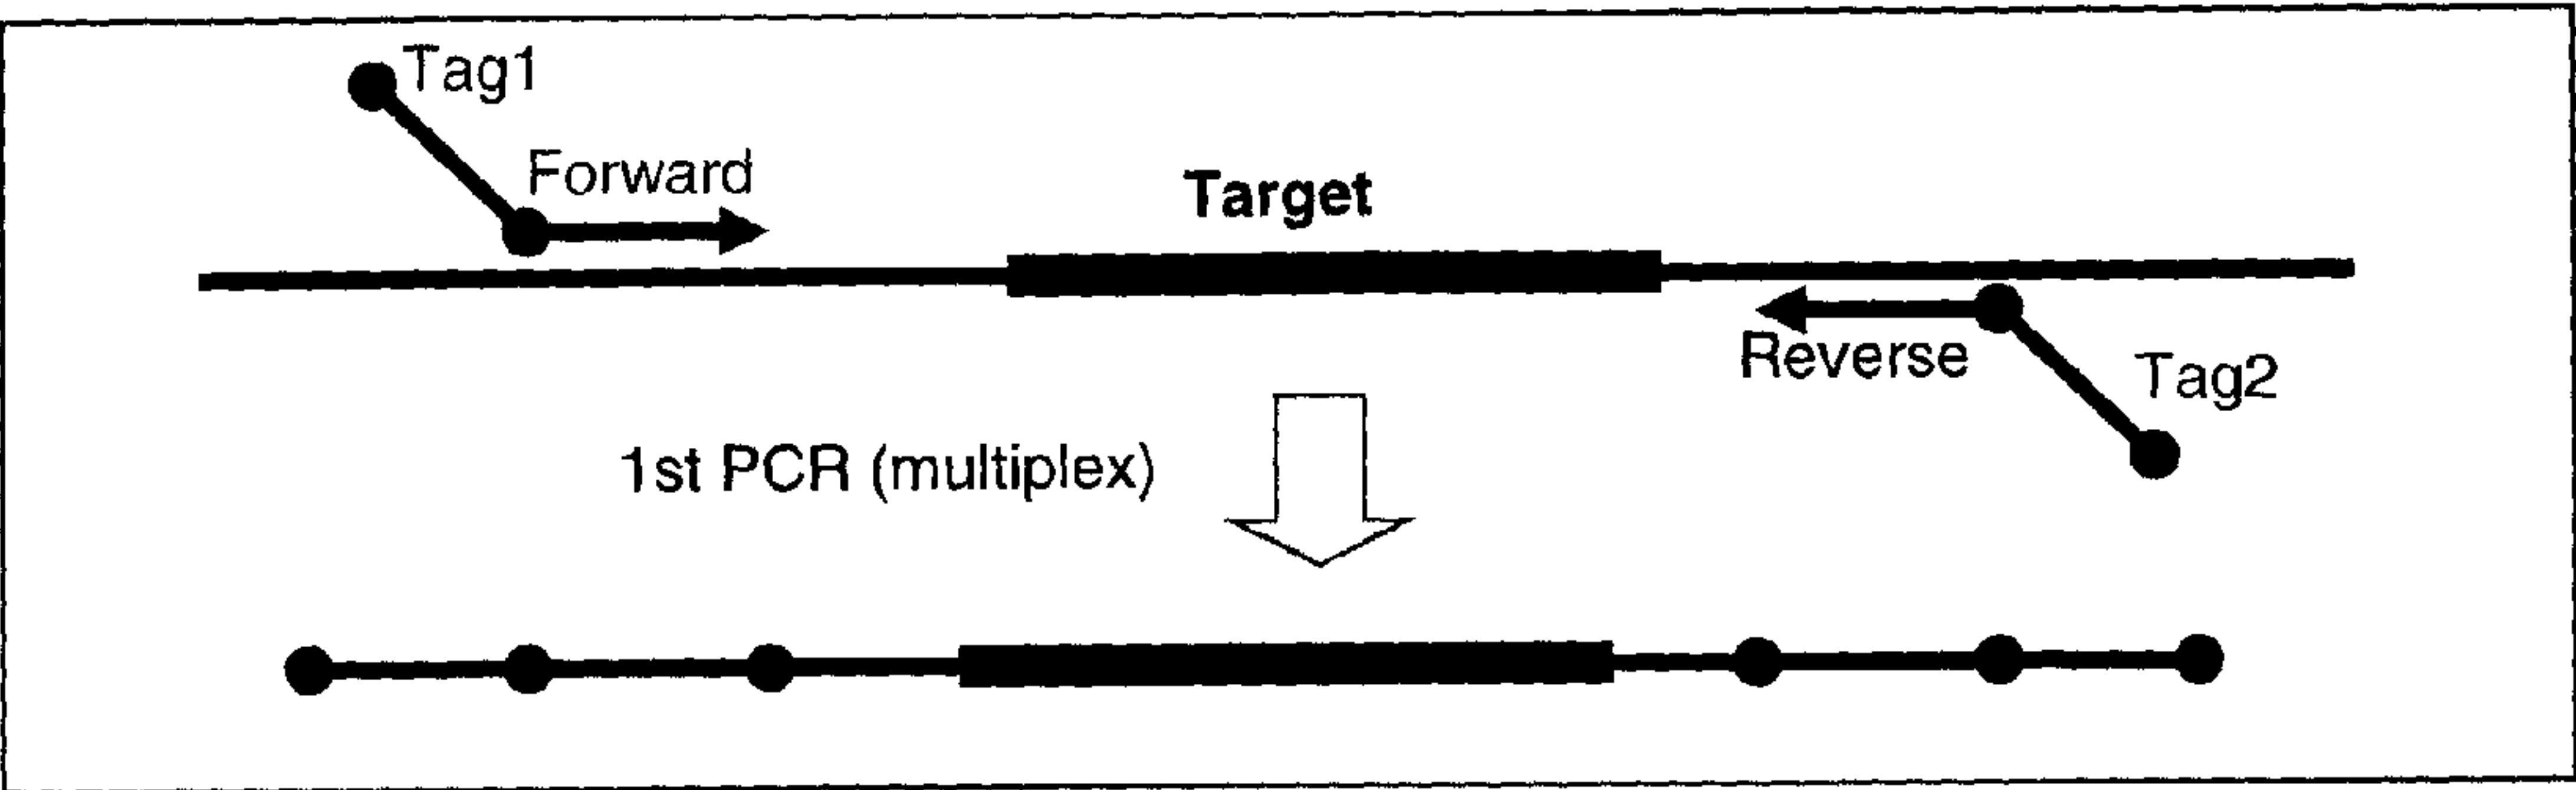 Tag1
Forward
Target
Reverse
Tag2
1st PCR (multiplex)